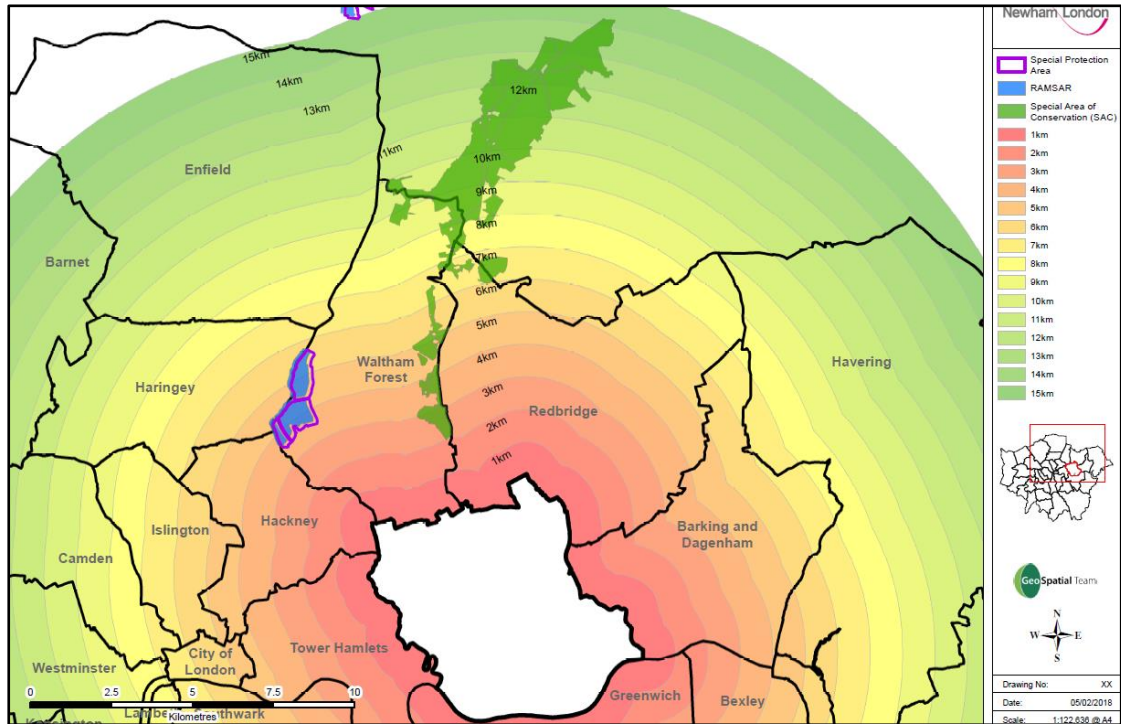 15km
14km
13km
12km
11km
10km
9km
8km
7km
6km
5km
4km
3km
2km
1km
Enfield
Barnet
Haringey
Waltham
Forest
Redbridge
Havering
Islington
Hackney
Camden
Barking and
Dagenham
Westminster
City of
London
Tower Hamlets
Greenwich
Bexley
Southwark
0 2.5 5 7.5 10
Kilometres
Newham London
Special Protection
Area
RAMSAR
Special Area of
Conservation (SAC)
1km
2km
3km
4km
5km
6km
7km
8km
9km
10km
11km
12km
13km
14km
15km
GeoSpatial Team
N
W E
S
Drawing No: XX
Date: 05/02/2018
Scale: 1:122,636 @ A4